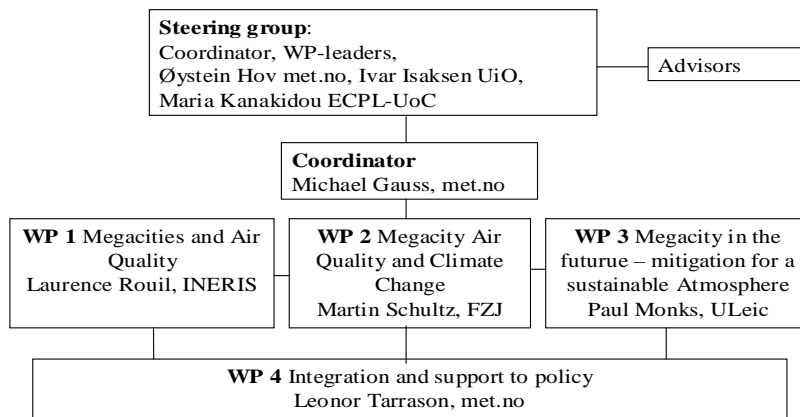 Steering group:
Coordinator, WP-leaders,
Øystein Hov met.no, Ivar Isaksen UiO,
Maria Kanakidou ECPL-UoC
Advisors
Coordinator
Michael Gauss, met.no
WP 1 Megacities and Air
Quality
Laurence Rouil, INERIS
WP 2 Megacity Air
Quality and Climate
Change
Martin Schultz, FZJ
WP 3 Megacity in the
futurue – mitigation for a
sustainable Atmosphere
Paul Monks, ULeic
WP 4 Integration and support to policy
Leonor Tarrason, met.no